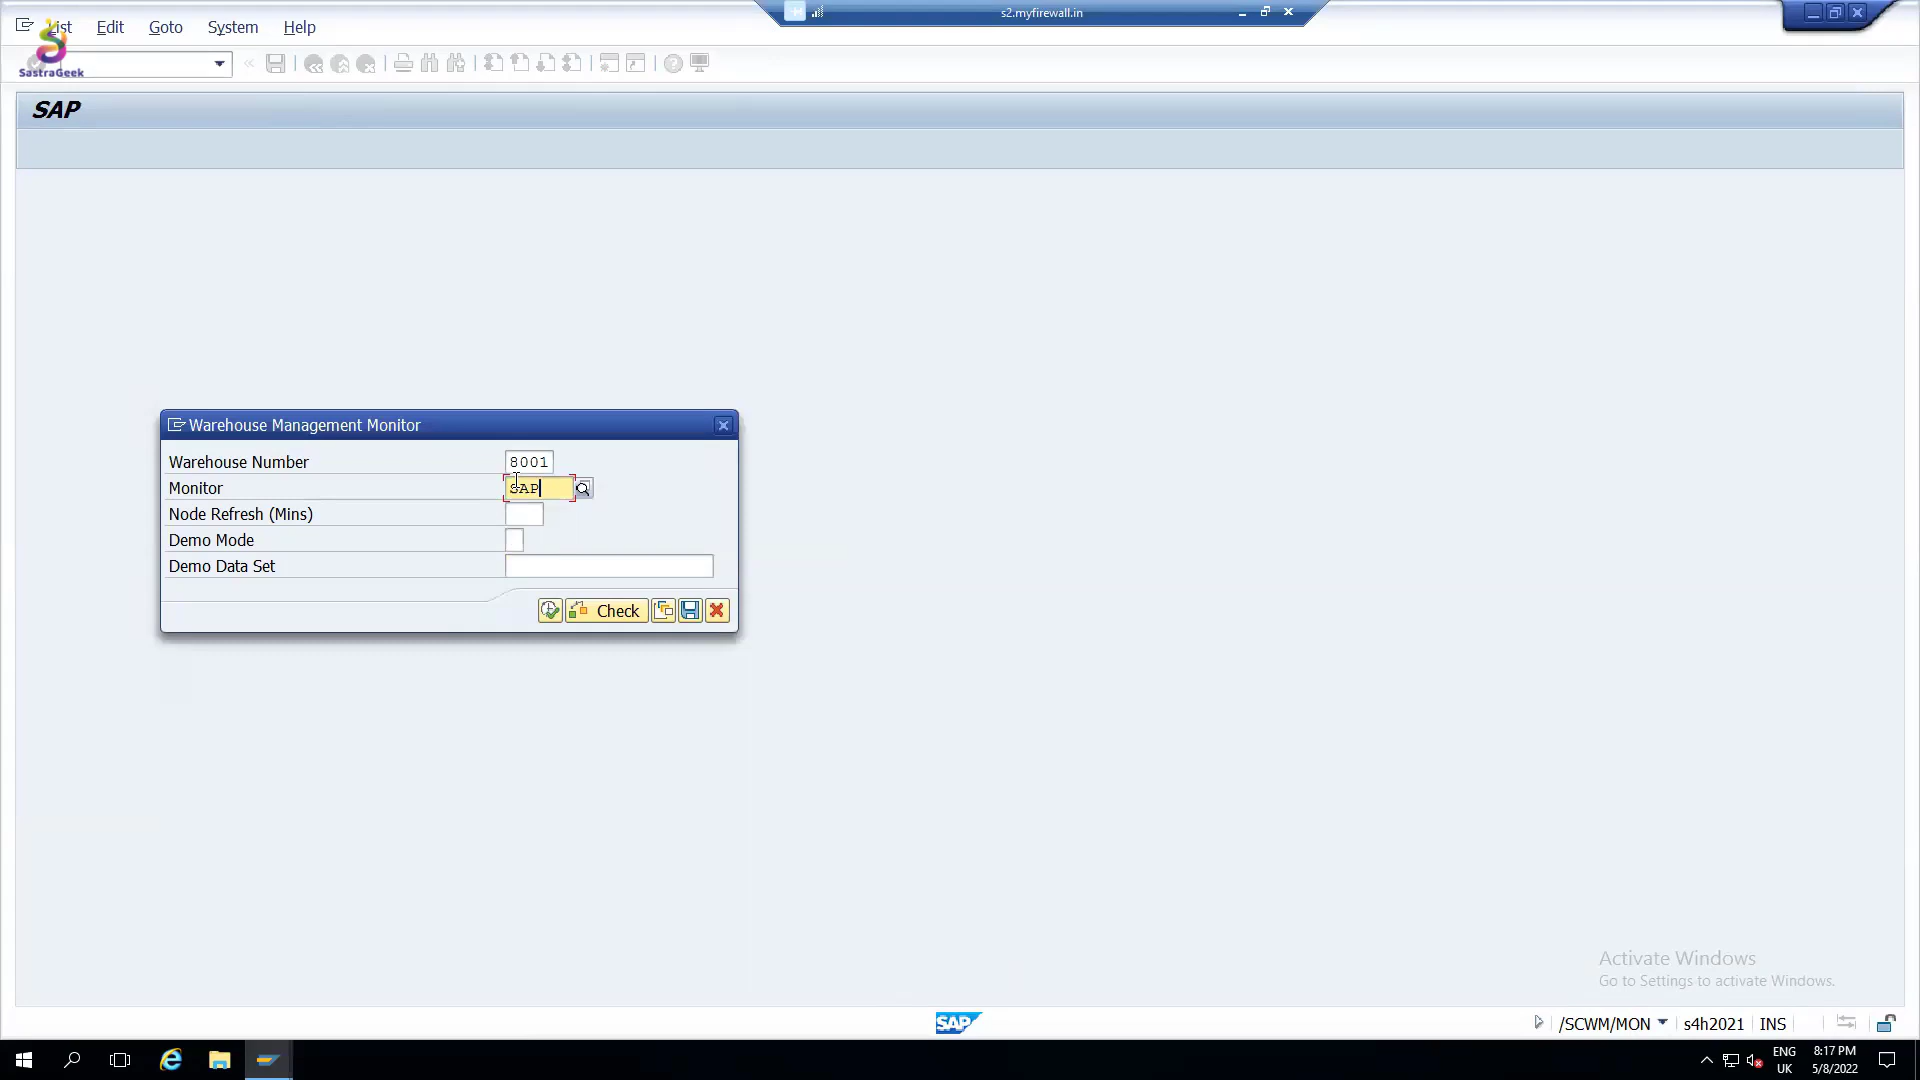 s2.myfirewall.in
List Edit Goto System Help
SastraGeek
SAP
Warehouse Management Monitor
Warehouse Number 8001
Monitor SAP
Node Refresh (Mins)
Demo Mode
Demo Data Set
Check
Activate Windows
Go to Settings to activate Windows.
SAP /SCWM/MON s4h2021 INS
ENG 8:17 PM
UK 5/8/2022